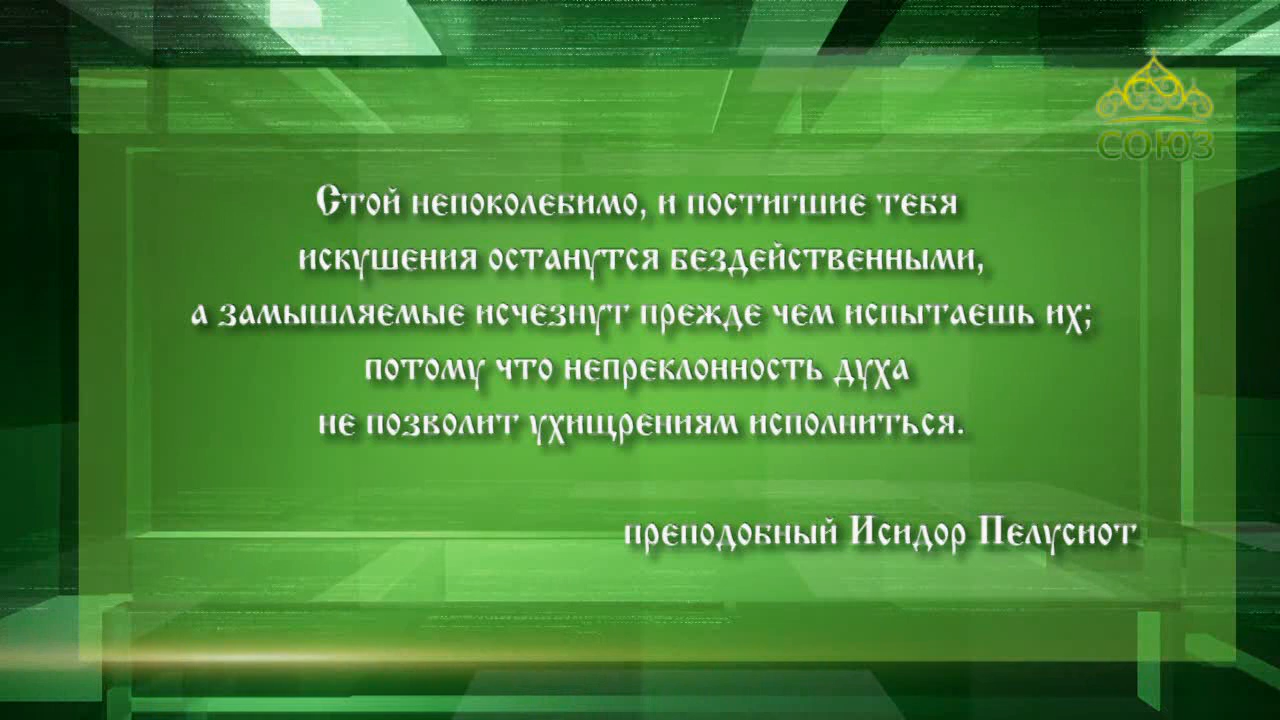 СОЮЗ
Стой непоколебимо, и постигшие тебя
искушения останутся бездейственными,
а замышляемые исчезнут прежде чем испытаешь их;
потому что непреклонность духа
не позволит ухищрениям исполниться.
преподобный Исидор Пелусиот